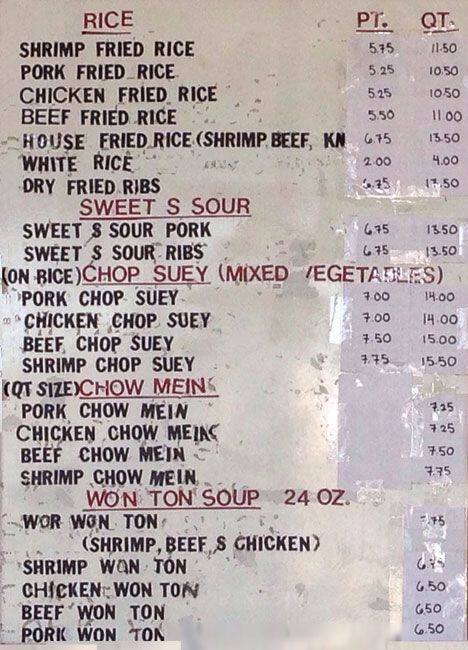 RICE PT. QT.
SHRIMP FRIED RICE 5.75 11.50
PORK FRIED RICE 5.25 10.50
CHICKEN FRIED RICE 5.25 10.50
BEEF FRIED RICE 5.50 11.00
HOUSE FRIED RICE (SHRIMP, BEEF, KN 6.75 13.50
WHITE RICE 2.00 4.00
DRY FRIED RIBS 6.75
SWEET S SOUR
SWEET S SOUR PORK 6.75 13.50
SWEET S SOUR RIBS 6.75 13.50
(ON RICE) CHOP SUEY (MIXED VEGETABLES)
PORK CHOP SUEY 7.00 14.00
CHICKEN CHOP SUEY 7.00 14.00
BEEF CHOP SUEY 7.50 15.00
SHRIMP CHOP SUEY 7.75 15.50
(QT SIZE) CHOW MEIN
PORK CHOW MEIN 7.25
CHICKEN CHOW MEIN 7.25
BEEF CHOW MEIN 7.50
SHRIMP CHOW MEIN 7.75
WON TON SOUP 24 OZ.
WOR WON TON 7.75
(SHRIMP, BEEF, S CHICKEN)
SHRIMP WON TON
CHICKEN WON TON 6.50
BEEF WON TON 6.50
PORK WON TON 6.50